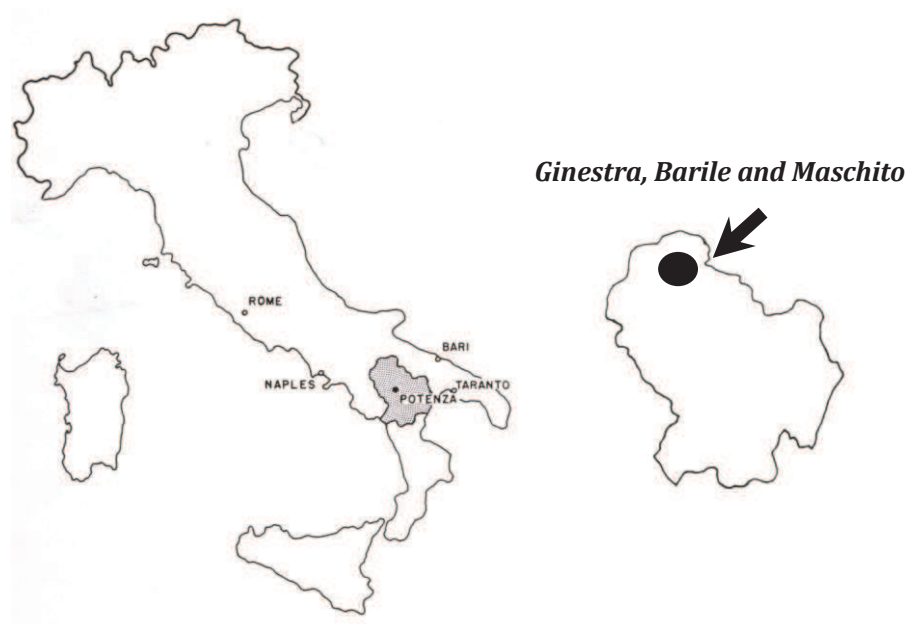 Ginestra, Barile and Maschito
ROME
BARI
NAPLES
TARANTO
POTENZA